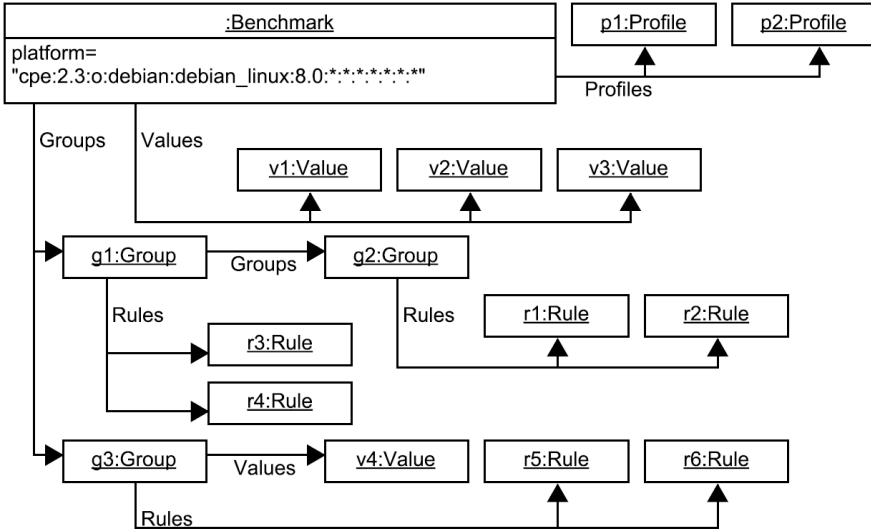 :Benchmark
platform=
"cpe:2.3:o:debian:debian_linux:8.0:*:*:*:*:*:*:*"
p1:Profile
p2:Profile
Profiles
Groups
Values
v1:Value
v2:Value
v3:Value
g1:Group
Groups
g2:Group
Rules
r3:Rule
r4:Rule
Rules
r1:Rule
r2:Rule
g3:Group
Values
v4:Value
r5:Rule
r6:Rule
Rules